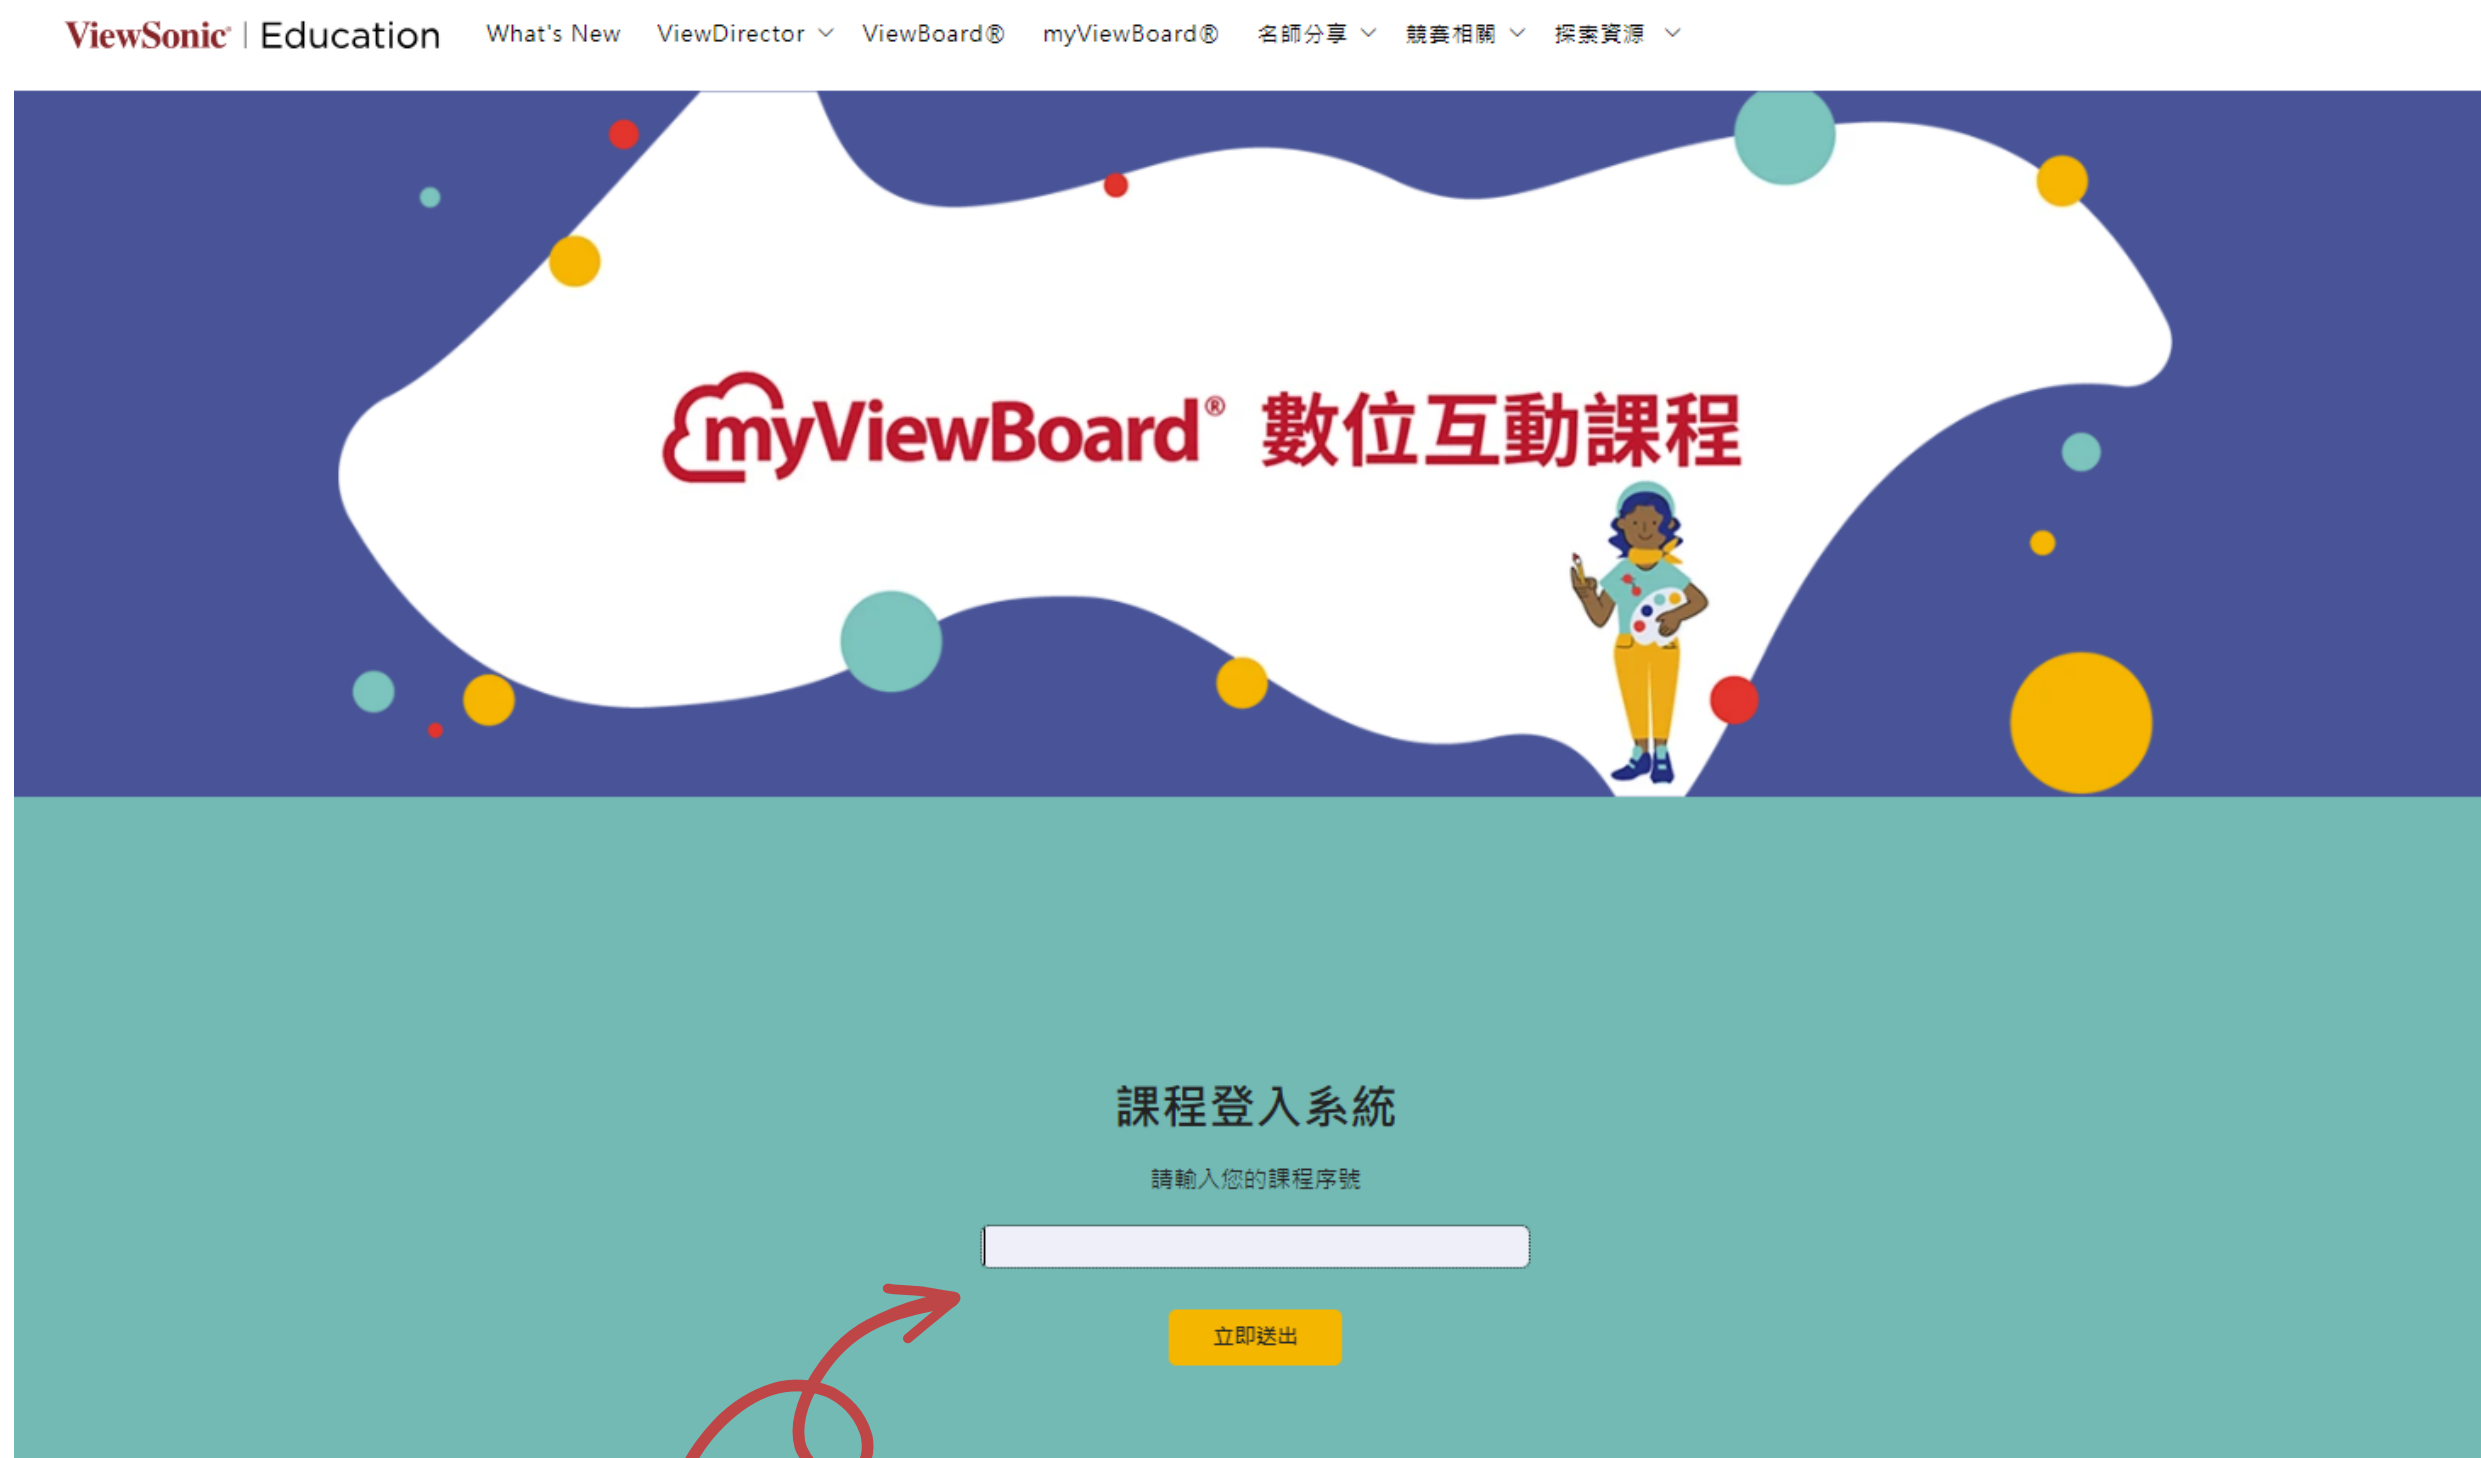 ViewSonic® | Education What's New ViewDirector ViewBoard® myViewBoard® 名師分享 競賽相關 探索資源
myViewBoard® 數位互動課程
課程登入系統
請輸入您的課程序號
立即送出